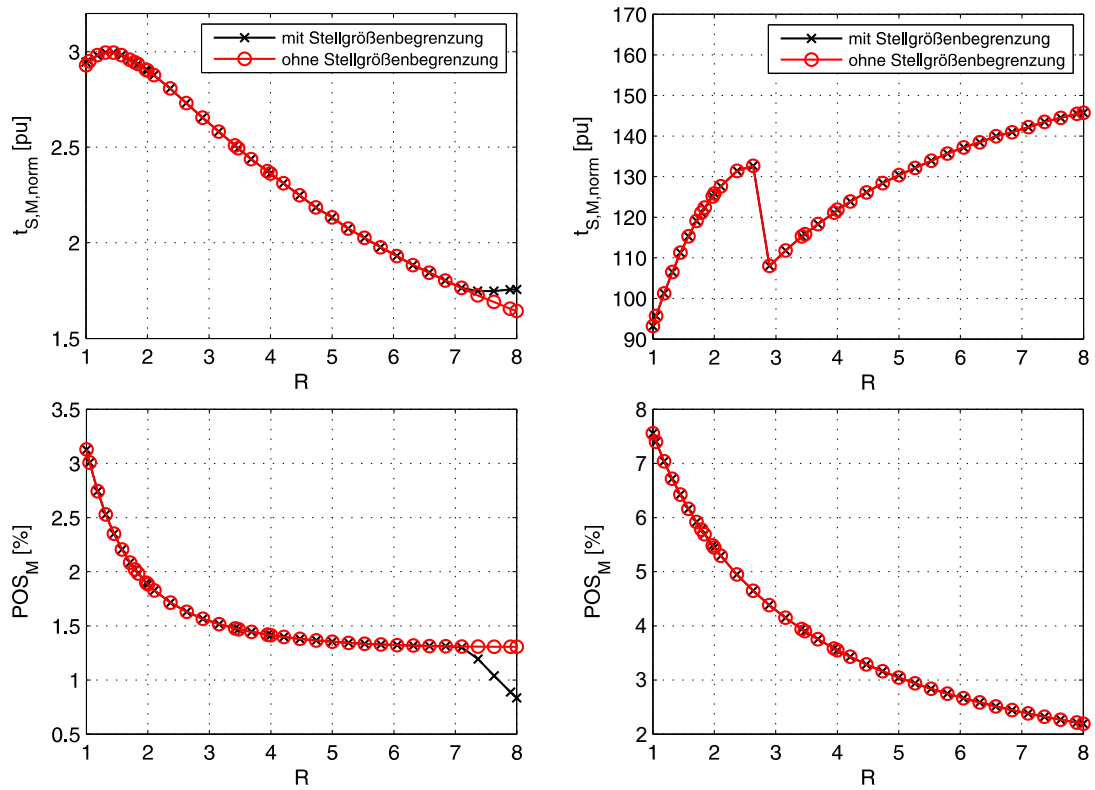 3
2.5
2
1.5
t_S,M,norm [pu]
mit Stellgrößenbegrenzung
ohne Stellgrößenbegrenzung
1 2 3 4 5 6 7 8
R
170
160
150
140
130
120
110
100
90
t_S,M,norm [pu]
mit Stellgrößenbegrenzung
ohne Stellgrößenbegrenzung
1 2 3 4 5 6 7 8
R
3.5
3
2.5
2
1.5
1
0.5
POS_M [%]
1 2 3 4 5 6 7 8
R
8
7
6
5
4
3
2
POS_M [%]
1 2 3 4 5 6 7 8
R